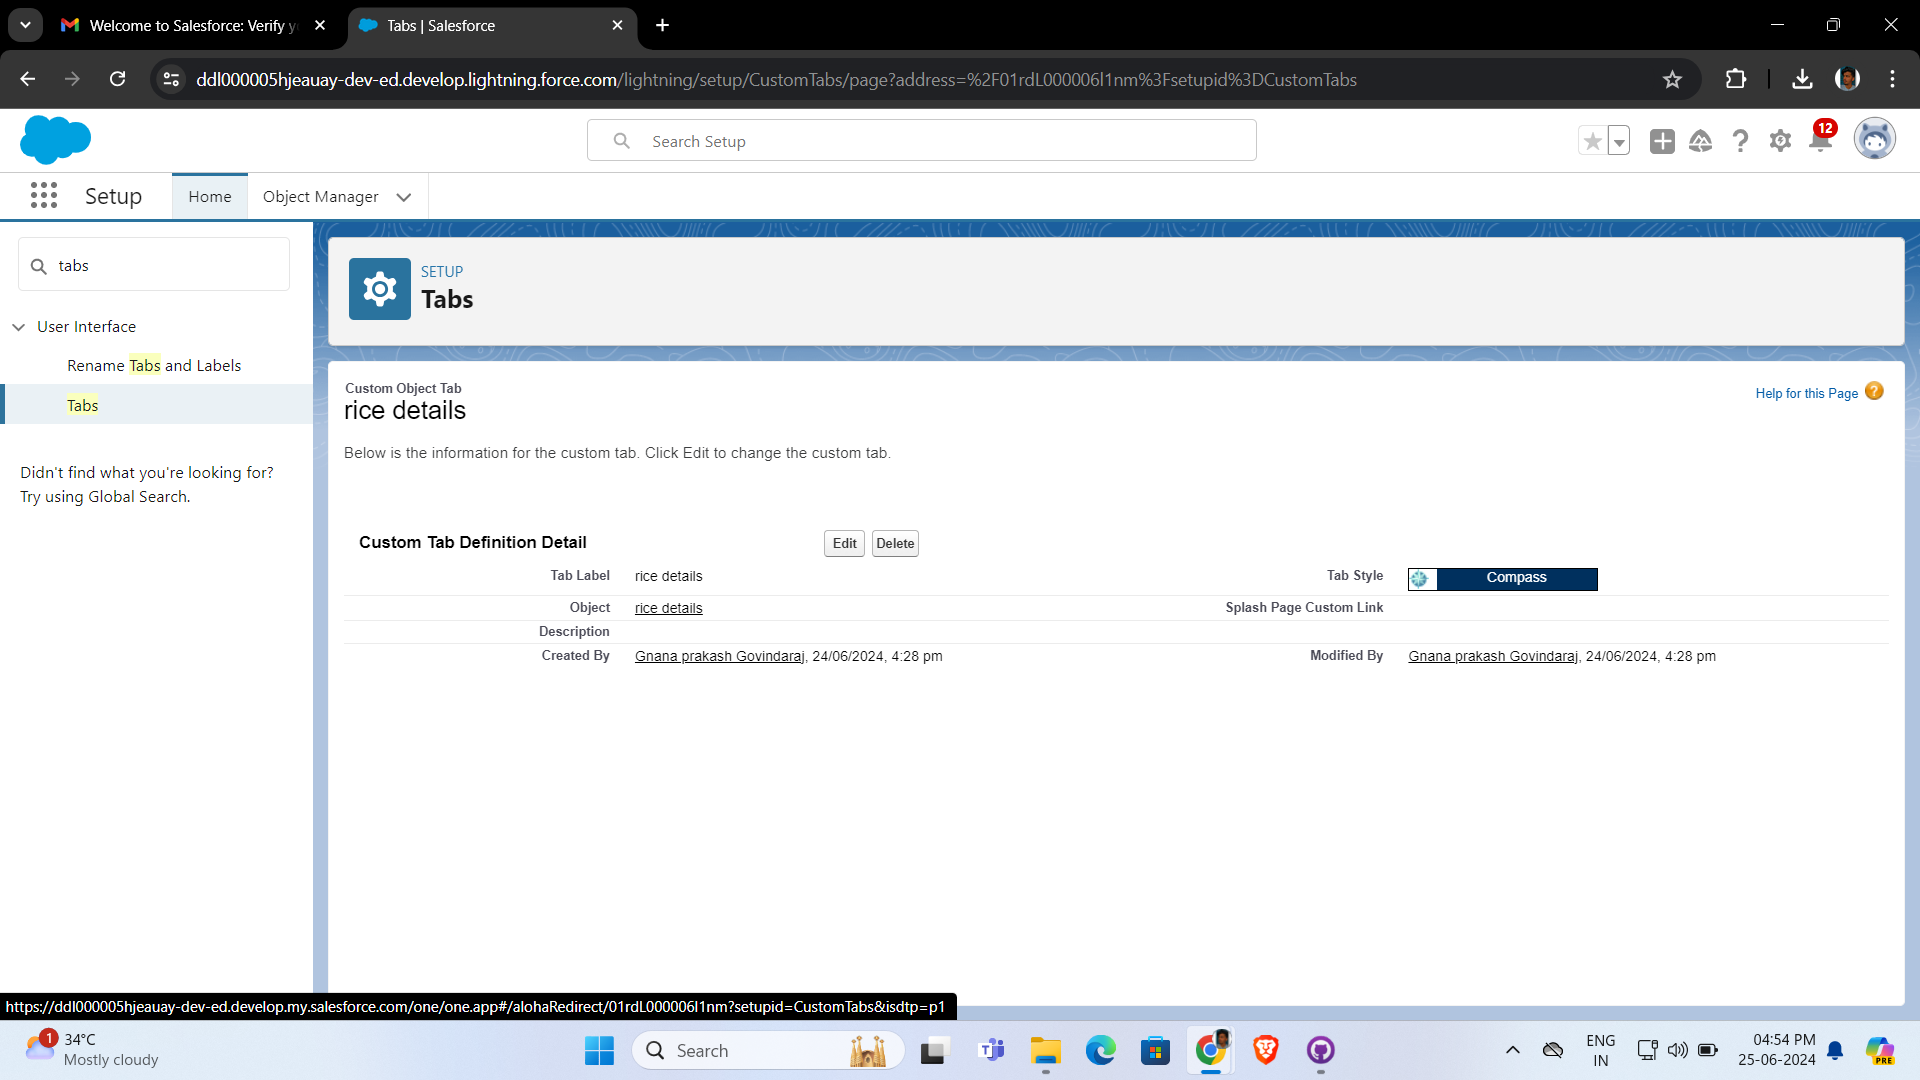 Welcome to Salesforce: Verify y
Tabs | Salesforce
ddl000005hjeauay-dev-ed.develop.lightning.force.com/lightning/setup/CustomTabs/page?address=%2F01rdL000006l1nm%3Fsetupid%3DCustomTabs
Search Setup
12
Setup
Home
Object Manager
tabs
User Interface
Rename Tabs and Labels
Tabs
Didn't find what you're looking for?
Try using Global Search.
SETUP
Tabs
Custom Object Tab
rice details
Help for this Page ?
Below is the information for the custom tab. Click Edit to change the custom tab.
Custom Tab Definition Detail
Edit
Delete
Tab Label rice details
Tab Style Compass
Object rice details
Splash Page Custom Link
Description
Created By Gnana prakash Govindaraj, 24/06/2024, 4:28 pm
Modified By Gnana prakash Govindaraj, 24/06/2024, 4:28 pm
https://ddl000005hjeauay-dev-ed.develop.my.salesforce.com/one/one.app#/alohaRedirect/01rdL000006l1nm?setupid=CustomTabs&isdtp=p1
1
34°C
Mostly cloudy
Search
ENG
IN
04:54 PM
25-06-2024
PRE